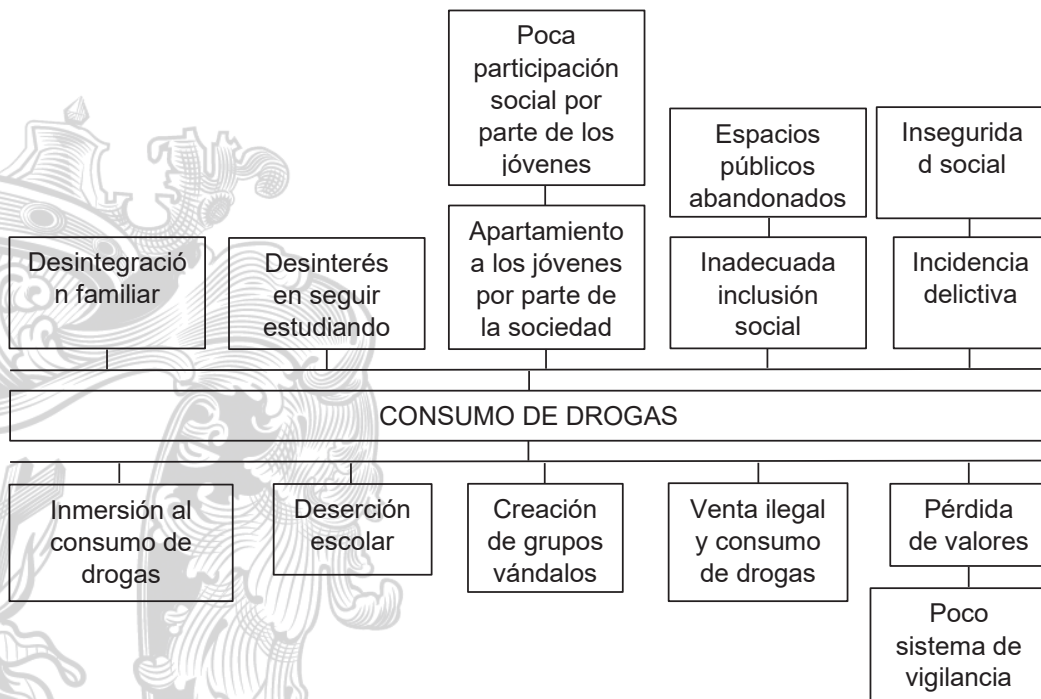 Poca
participación
social por
parte de los
jóvenes
Espacios
públicos
abandonados
Insegurida
d social
Desintegració
n familiar
Desinterés
en seguir
estudiando
Apartamiento
a los jóvenes
por parte de
la sociedad
Inadecuada
inclusión
social
Incidencia
delictiva
CONSUMO DE DROGAS
Inmersión al
consumo de
drogas
Deserción
escolar
Creación
de grupos
vándalos
Venta ilegal
y consumo
de drogas
Pérdida
de valores
Poco
sistema de
vigilancia